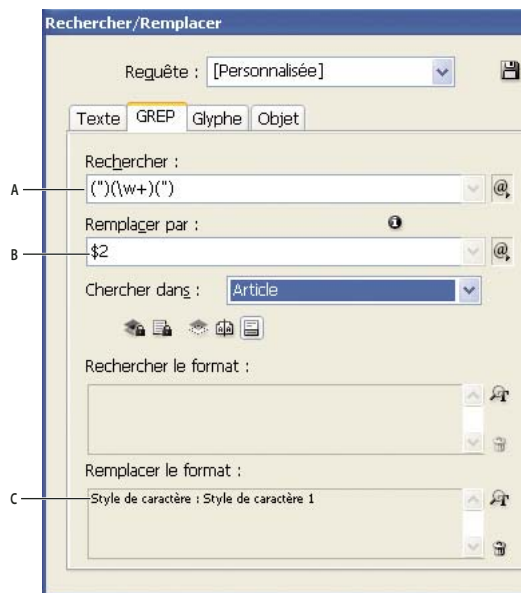 Rechercher/Remplacer
Requête : [Personnalisée]
Texte GREP Glyphe Objet
Rechercher :
A (")(\w+)(")
Remplacer par :
B $2
Chercher dans : Article
Rechercher le format :
Remplacer le format :
C Style de caractère : Style de caractère 1